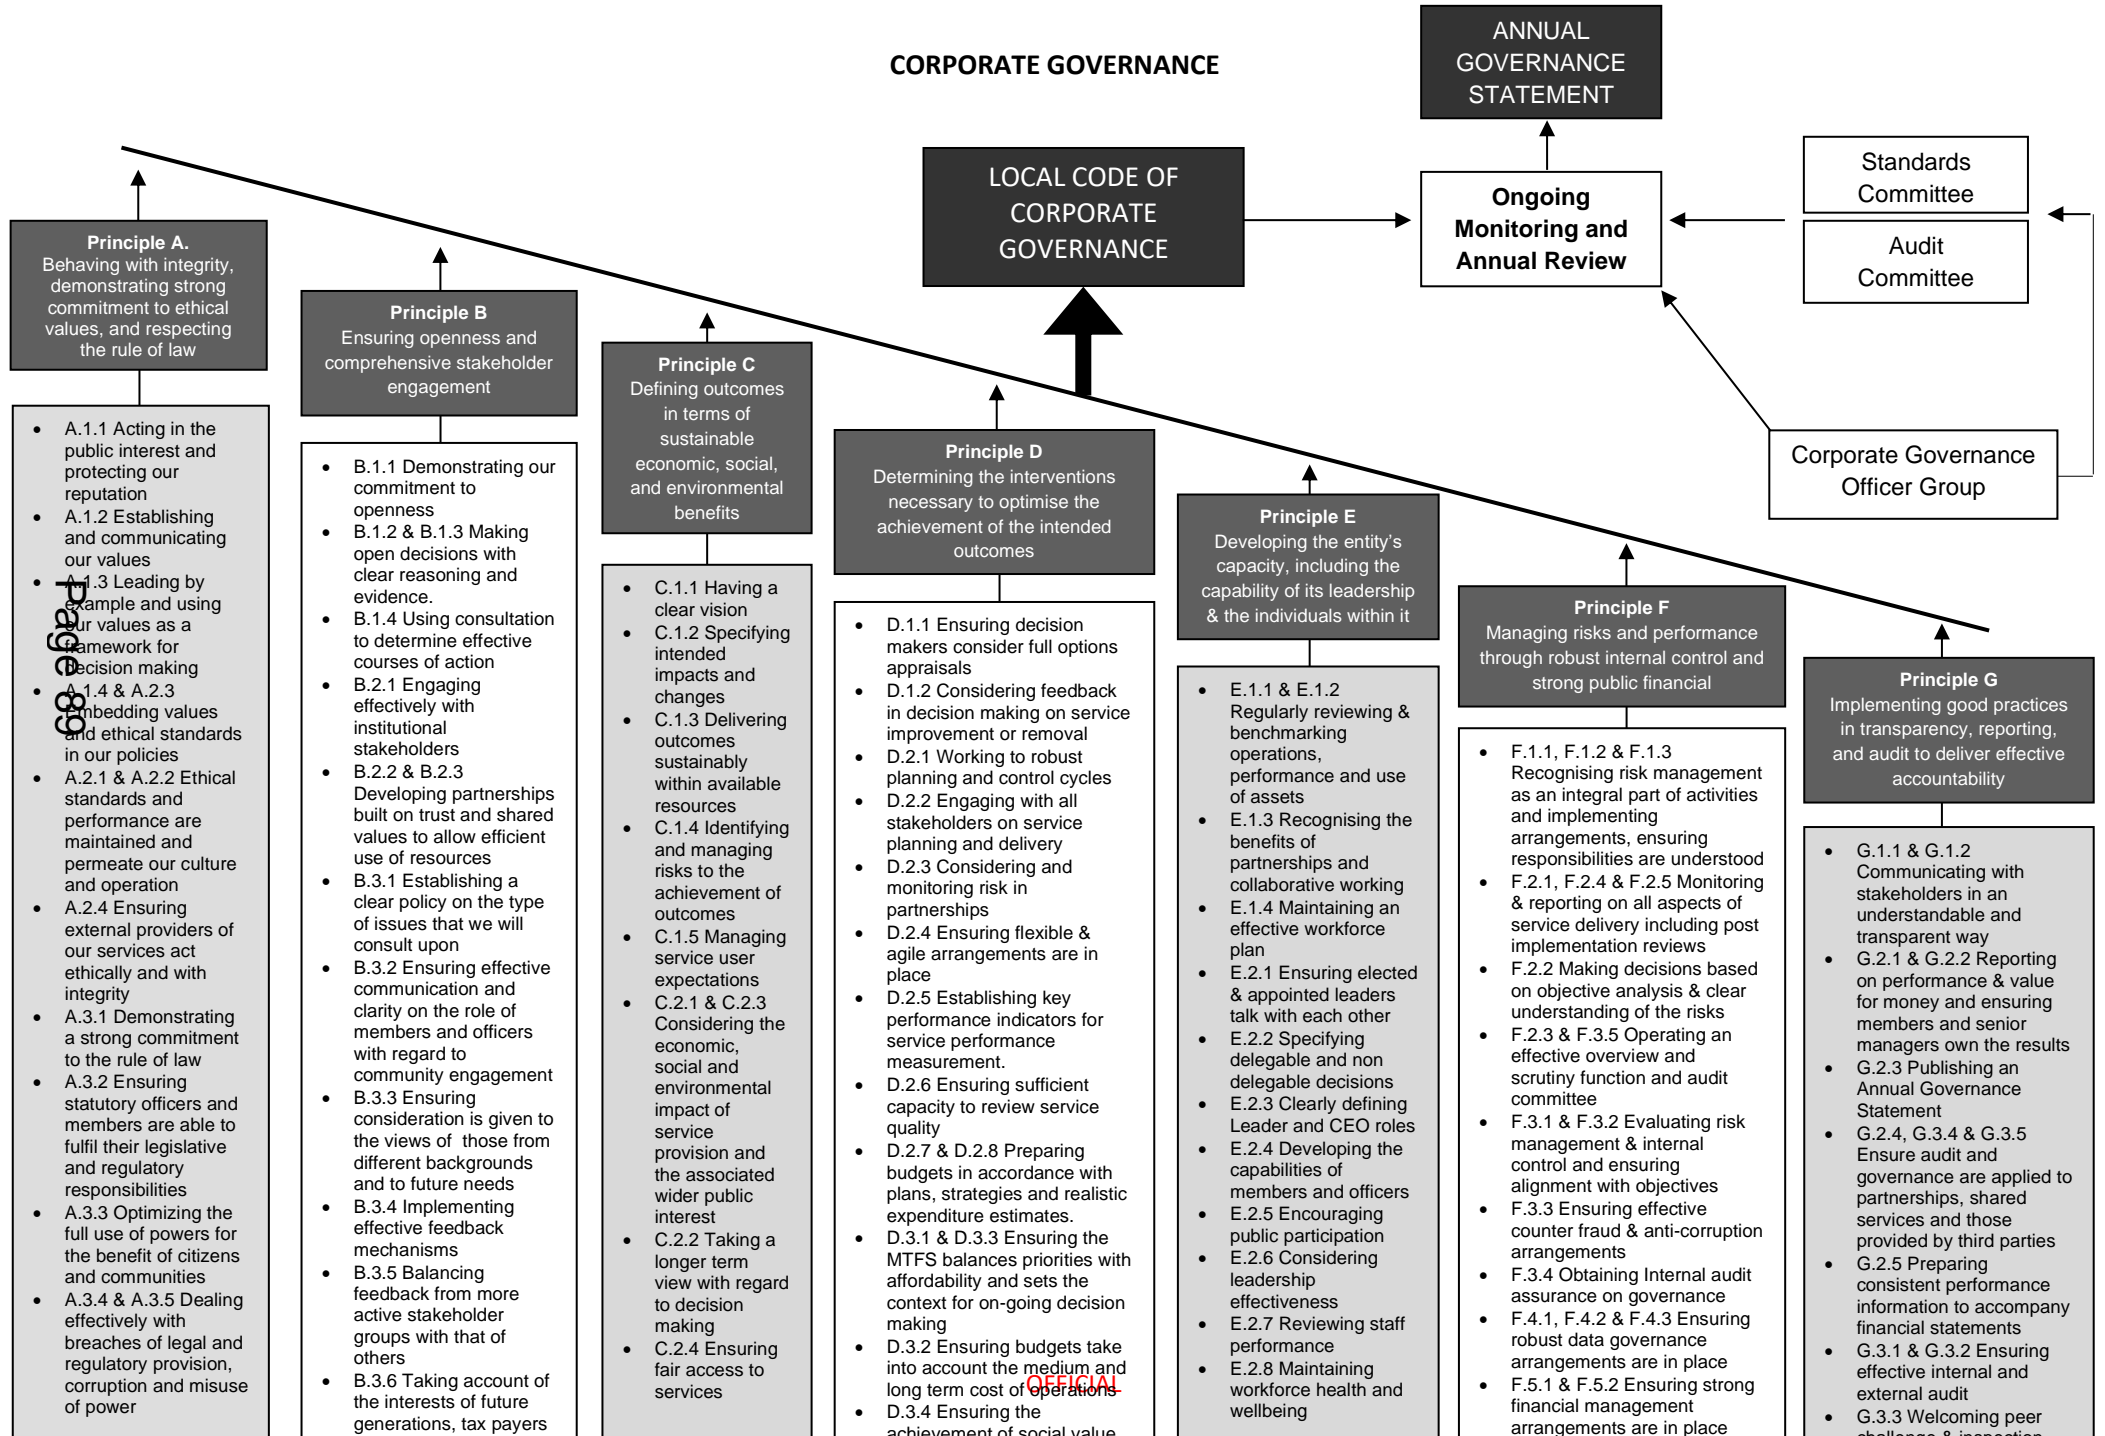 CORPORATE GOVERNANCE
ANNUAL
GOVERNANCE
STATEMENT
LOCAL CODE OF
CORPORATE
GOVERNANCE
Ongoing
Monitoring and
Annual Review
Standards
Committee
Audit
Committee
Corporate Governance
Officer Group
Principle A.
Behaving with integrity,
demonstrating strong
commitment to ethical
values, and respecting
the rule of law
• A.1.1 Acting in the
public interest and
protecting our
reputation
• A.1.2 Establishing
and communicating
our values
• A.1.3 Leading by
example and using
our values as a
framework for
decision making
• A.1.4 & A.2.3
Embedding values
and ethical standards
in our policies
• A.2.1 & A.2.2 Ethical
standards and
performance are
maintained and
permeate our culture
and operation
• A.2.4 Ensuring
external providers of
our services act
ethically and with
integrity
• A.3.1 Demonstrating
a strong commitment
to the rule of law
• A.3.2 Ensuring
statutory officers and
members are able to
fulfil their legislative
and regulatory
responsibilities
• A.3.3 Optimizing the
full use of powers for
the benefit of citizens
and communities
• A.3.4 & A.3.5 Dealing
effectively with
breaches of legal and
regulatory provision,
corruption and misuse
of power
Page 89
Principle B
Ensuring openness and
comprehensive stakeholder
engagement
• B.1.1 Demonstrating our
commitment to
openness
• B.1.2 & B.1.3 Making
open decisions with
clear reasoning and
evidence.
• B.1.4 Using consultation
to determine effective
courses of action
• B.2.1 Engaging
effectively with
institutional
stakeholders
• B.2.2 & B.2.3
Developing partnerships
built on trust and shared
values to allow efficient
use of resources
• B.3.1 Establishing a
clear policy on the type
of issues that we will
consult upon
• B.3.2 Ensuring effective
communication and
clarity on the role of
members and officers
with regard to
community engagement
• B.3.3 Ensuring
consideration is given to
the views of those from
different backgrounds
and to future needs
• B.3.4 Implementing
effective feedback
mechanisms
• B.3.5 Balancing
feedback from more
active stakeholder
groups with that of
others
• B.3.6 Taking account of
the interests of future
generations, tax payers
Principle C
Defining outcomes
in terms of
sustainable
economic, social,
and environmental
benefits
• C.1.1 Having a
clear vision
• C.1.2 Specifying
intended
impacts and
changes
• C.1.3 Delivering
outcomes
sustainably
within available
resources
• C.1.4 Identifying
and managing
risks to the
achievement of
outcomes
• C.1.5 Managing
service user
expectations
• C.2.1 & C.2.3
Considering the
economic,
social and
environmental
impact of
service
provision and
the associated
wider public
interest
• C.2.2 Taking a
longer term
view with regard
to decision
making
• C.2.4 Ensuring
fair access to
services
Principle D
Determining the interventions
necessary to optimise the
achievement of the intended
outcomes
• D.1.1 Ensuring decision
makers consider full options
appraisals
• D.1.2 Considering feedback
in decision making on service
improvement or removal
• D.2.1 Working to robust
planning and control cycles
• D.2.2 Engaging with all
stakeholders on service
planning and delivery
• D.2.3 Considering and
monitoring risk in
partnerships
• D.2.4 Ensuring flexible &
agile arrangements are in
place
• D.2.5 Establishing key
performance indicators for
service performance
measurement.
• D.2.6 Ensuring sufficient
capacity to review service
quality
• D.2.7 & D.2.8 Preparing
budgets in accordance with
plans, strategies and realistic
expenditure estimates.
• D.3.1 & D.3.3 Ensuring the
MTFS balances priorities with
affordability and sets the
context for on-going decision
making
• D.3.2 Ensuring budgets take
into account the medium and
long term cost of operations
• D.3.4 Ensuring the
achievement of social value
OFFICIAL
Principle E
Developing the entity's
capacity, including the
capability of its leadership
& the individuals within it
• E.1.1 & E.1.2
Regularly reviewing &
benchmarking
operations,
performance and use
of assets
• E.1.3 Recognising the
benefits of
partnerships and
collaborative working
• E.1.4 Maintaining an
effective workforce
plan
• E.2.1 Ensuring elected
& appointed leaders
talk with each other
• E.2.2 Specifying
delegable and non
delegable decisions
• E.2.3 Clearly defining
Leader and CEO roles
• E.2.4 Developing the
capabilities of
members and officers
• E.2.5 Encouraging
public participation
• E.2.6 Considering
leadership
effectiveness
• E.2.7 Reviewing staff
performance
• E.2.8 Maintaining
workforce health and
wellbeing
Principle F
Managing risks and performance
through robust internal control and
strong public financial
• F.1.1, F.1.2 & F.1.3
Recognising risk management
as an integral part of activities
and implementing
arrangements, ensuring
responsibilities are understood
• F.2.1, F.2.4 & F.2.5 Monitoring
& reporting on all aspects of
service delivery including post
implementation reviews
• F.2.2 Making decisions based
on objective analysis & clear
understanding of the risks
• F.2.3 & F.3.5 Operating an
effective overview and
scrutiny function and audit
committee
• F.3.1 & F.3.2 Evaluating risk
management & internal
control and ensuring
alignment with objectives
• F.3.3 Ensuring effective
counter fraud & anti-corruption
arrangements
• F.3.4 Obtaining Internal audit
assurance on governance
• F.4.1, F.4.2 & F.4.3 Ensuring
robust data governance
arrangements are in place
• F.5.1 & F.5.2 Ensuring strong
financial management
arrangements are in place
Principle G
Implementing good practices
in transparency, reporting,
and audit to deliver effective
accountability
• G.1.1 & G.1.2
Communicating with
stakeholders in an
understandable and
transparent way
• G.2.1 & G.2.2 Reporting
on performance & value
for money and ensuring
members and senior
managers own the results
• G.2.3 Publishing an
Annual Governance
Statement
• G.2.4, G.3.4 & G.3.5
Ensure audit and
governance are applied to
partnerships, shared
services and those
provided by third parties
• G.2.5 Preparing
consistent performance
information to accompany
financial statements
• G.3.1 & G.3.2 Ensuring
effective internal and
external audit
• G.3.3 Welcoming peer
challenge & inspection